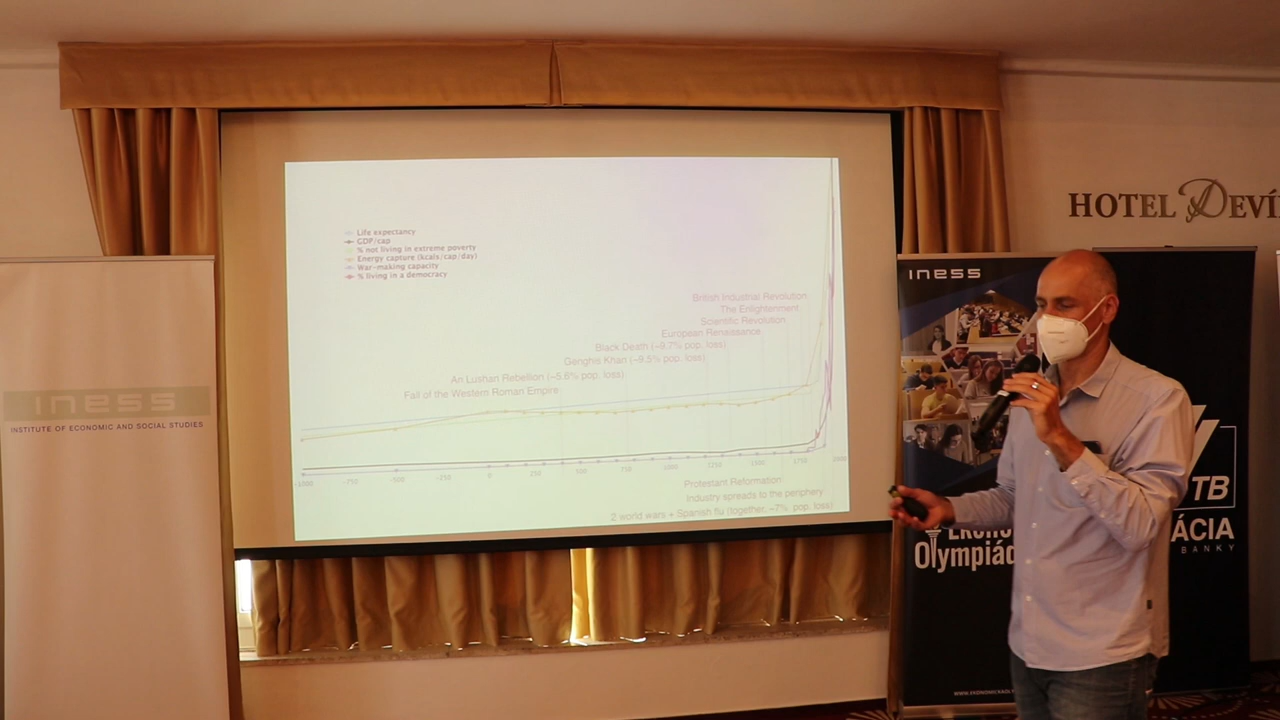 HOTEL DEVÍ
INESS
INSTITUTE OF ECONOMIC AND SOCIAL STUDIES
Life expectancy
GDP/cap
% not living in extreme poverty
Energy capture (kcals/cap/day)
War-making capacity
% living in a democracy
British Industrial Revolution
The Enlightenment
Scientific Revolution
European Renaissance
Black Death (~9.7% pop. loss)
Genghis Khan (~9.5% pop. loss)
An Lushan Rebellion (~5.8% pop. loss)
Fall of the Western Roman Empire
-1000 -750 -500 -250 0 250 500 750 1000 1250 1500 1750 2000
Protestant Reformation
Industry spreads to the periphery
2 world wars + Spanish flu (together, ~7% pop. loss)
INESS
Olympiád
TB
ÁCIA
BANKY